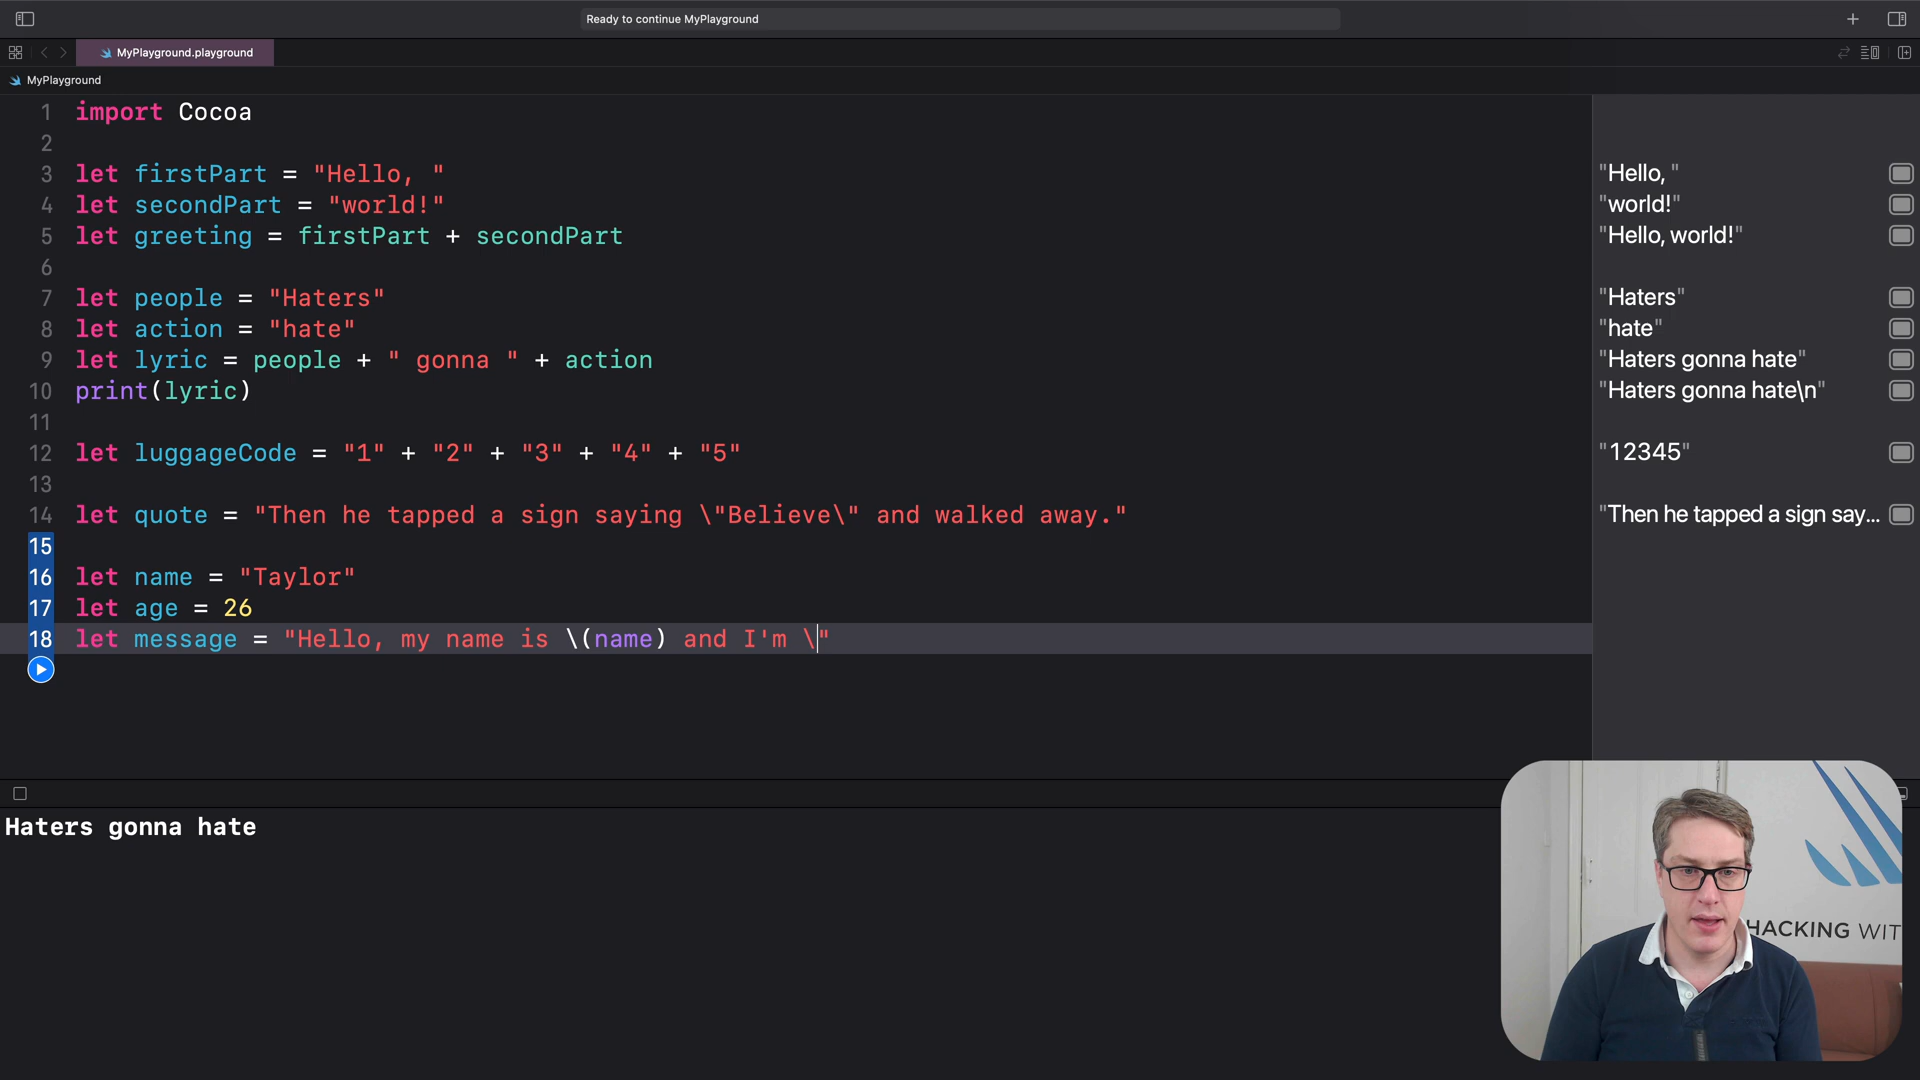 Ready to continue MyPlayground
MyPlayground.playground
MyPlayground
1 import Cocoa
2
3 let firstPart = "Hello, "
4 let secondPart = "world!"
5 let greeting = firstPart + secondPart
6
7 let people = "Haters"
8 let action = "hate"
9 let lyric = people + " gonna " + action
10 print(lyric)
11
12 let luggageCode = "1" + "2" + "3" + "4" + "5"
13
14 let quote = "Then he tapped a sign saying \"Believe\" and walked away."
15
16 let name = "Taylor"
17 let age = 26
18 let message = "Hello, my name is \(name) and I'm \"
"Hello, "
"world!"
"Hello, world!"
"Haters"
"hate"
"Haters gonna hate"
"Haters gonna hate\n"
"12345"
"Then he tapped a sign say...
Haters gonna hate
HACKING WIT